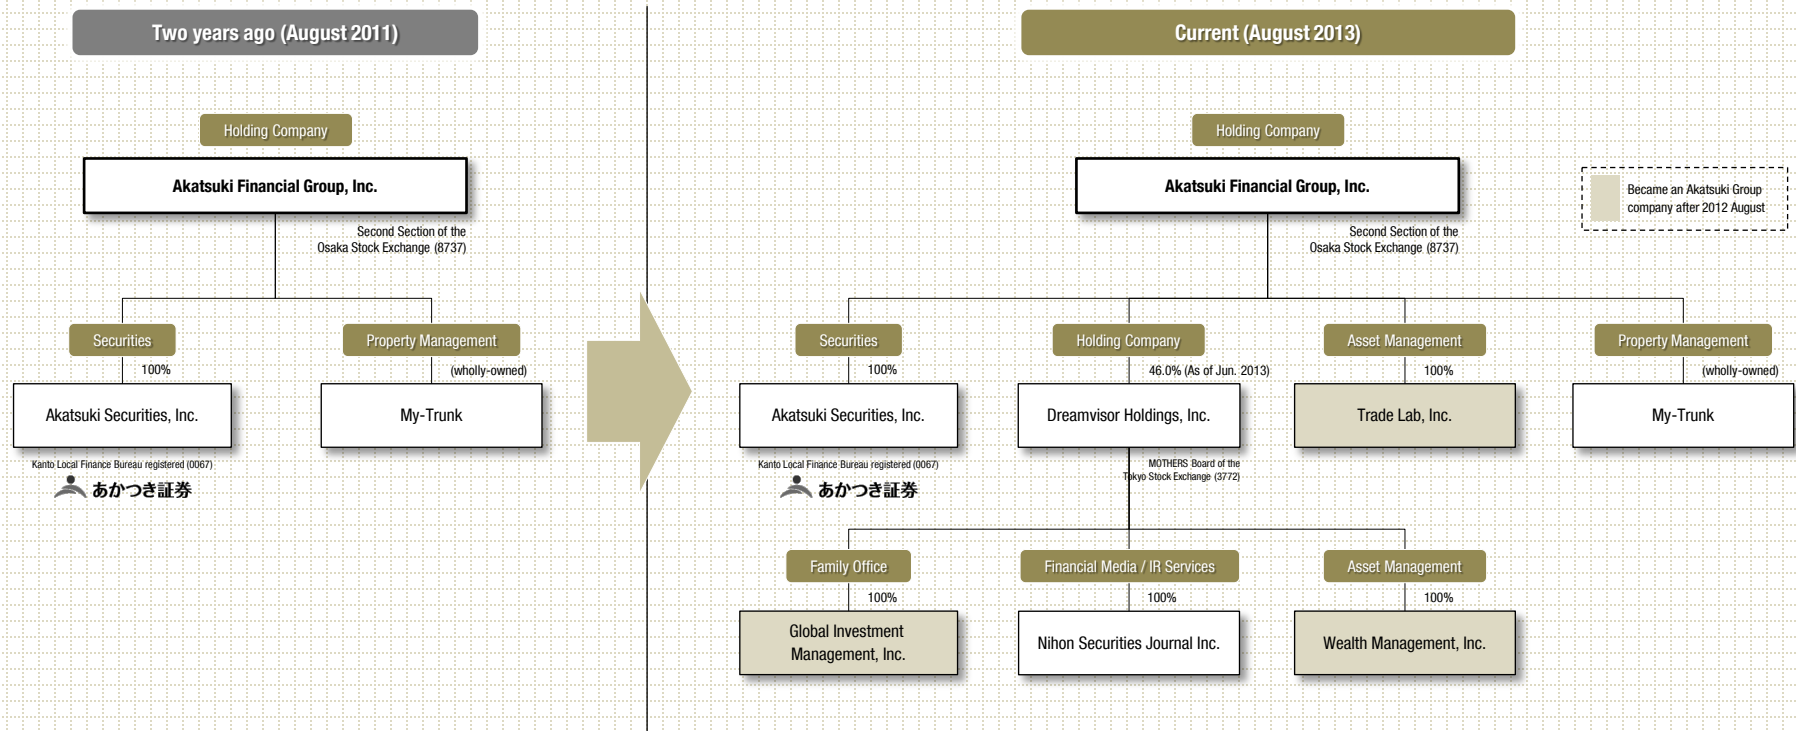 Two years ago (August 2011)
Holding Company
Akatsuki Financial Group, Inc.
Second Section of the
Osaka Stock Exchange (8737)
Securities
100%
Akatsuki Securities, Inc.
Kanto Local Finance Bureau registered (0067)
あかつき証券
Property Management
(wholly-owned)
My-Trunk
Current (August 2013)
Holding Company
Akatsuki Financial Group, Inc.
Second Section of the
Osaka Stock Exchange (8737)
Became an Akatsuki Group
company after 2012 August
Securities
100%
Akatsuki Securities, Inc.
Kanto Local Finance Bureau registered (0067)
あかつき証券
Holding Company
46.0% (As of Jun. 2013)
Dreamvisor Holdings, Inc.
MOTHERS Board of the
Tokyo Stock Exchange (3772)
Asset Management
100%
Trade Lab, Inc.
Property Management
(wholly-owned)
My-Trunk
Family Office
100%
Global Investment
Management, Inc.
Financial Media / IR Services
100%
Nihon Securities Journal Inc.
Asset Management
100%
Wealth Management, Inc.